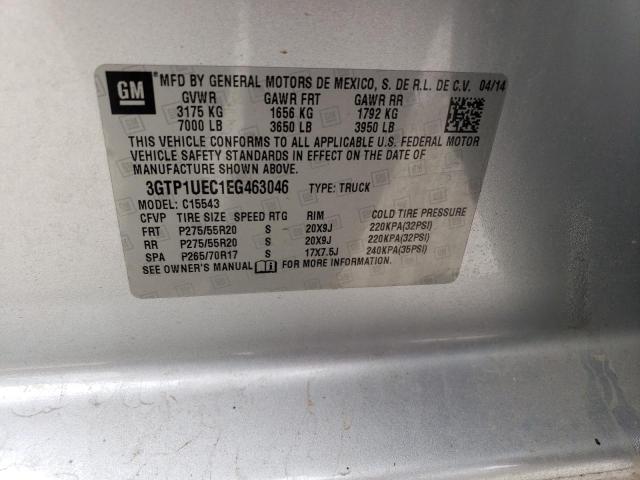 GM ® MFD BY GENERAL MOTORS DE MEXICO, S. DE R.L. DE C.V. 04/14
GVWR GAWR FRT GAWR RR
3175 KG 1656 KG 1792 KG
7000 LB 3650 LB 3950 LB
THIS VEHICLE CONFORMS TO ALL APPLICABLE U.S. FEDERAL MOTOR
VEHICLE SAFETY STANDARDS IN EFFECT ON THE DATE OF
MANUFACTURE SHOWN ABOVE.
3GTP1UEC1EG463046 TYPE: TRUCK
MODEL: C15543
CFVP TIRE SIZE SPEED RTG RIM COLD TIRE PRESSURE
FRT P275/55R20 S 20X9J 220KPA(32PSI)
RR P275/55R20 S 20X9J 220KPA(32PSI)
SPA P265/70R17 S 17X7.5J 240KPA(35PSI)
SEE OWNER'S MANUAL FOR MORE INFORMATION.